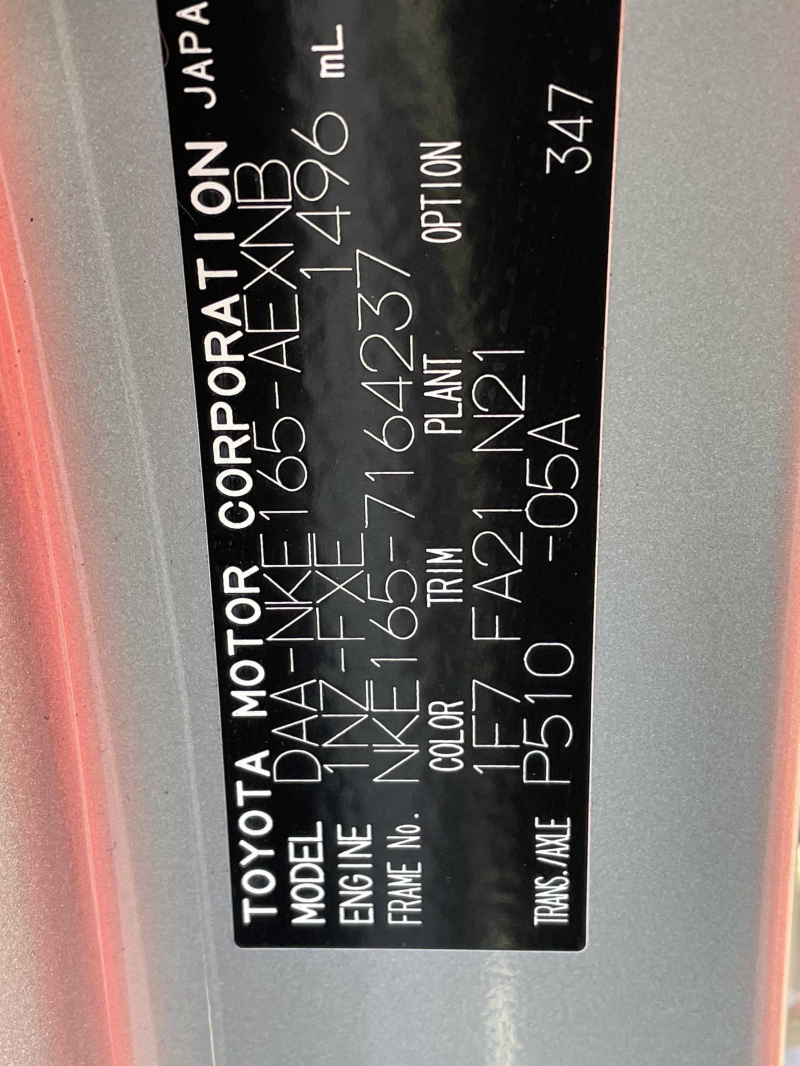 TOYOTA MOTOR CORPORATION JAPA
MODEL DAA-NKE165-AEXNB
ENGINE 1NZ-FXE 1496 mL
FRAME No. NKE165-7164237
COLOR TRIM PLANT OPTION
1F7 FA21 N21
TRANS./AXLE P510 -05A 347